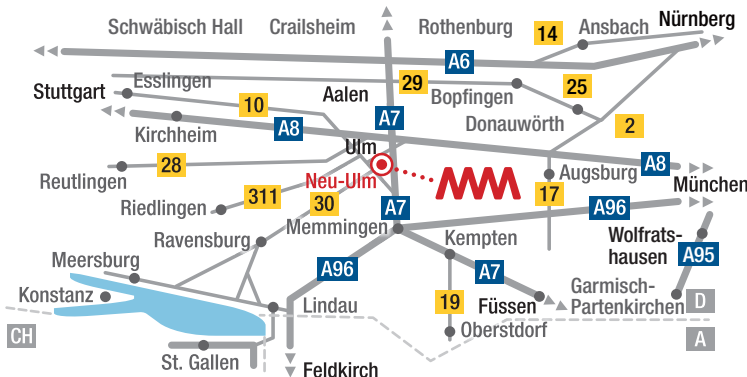 Schwäbisch Hall
Crailsheim
Rothenburg
14
Ansbach
Nürnberg
A6
Stuttgart
Esslingen
29
Aalen
Bopfingen
25
10
Kirchheim
A8
A7
Donauwörth
2
Ulm
28
Reutlingen
Neu-Ulm
Augsburg
A8
München
17
311
Riedlingen
30
A7
A96
Memmingen
Ravensburg
Kempten
Wolfrats-
hausen
A95
Meersburg
A96
A7
Konstanz
Lindau
19
Füssen
Garmisch-
Partenkirchen
D
CH
Oberstdorf
A
St. Gallen
Feldkirch